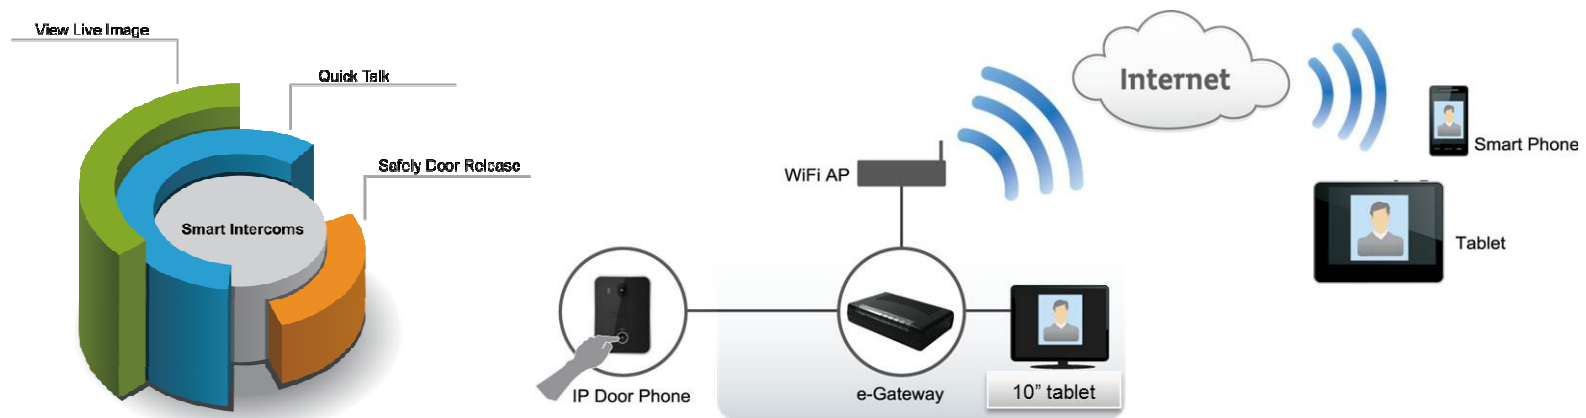 View Live Image
Quick Talk
Safely Door Release
Smart Intercoms
Internet
Smart Phone
WiFi AP
Tablet
IP Door Phone
e-Gateway
10” tablet